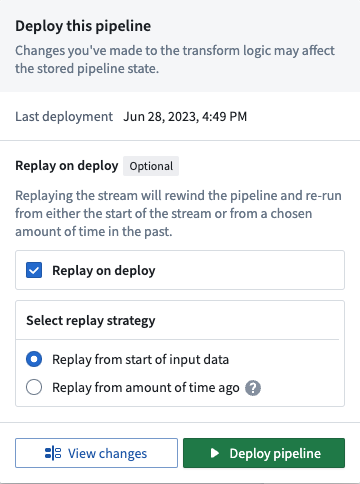 Deploy this pipeline
Changes you've made to the transform logic may affect
the stored pipeline state.
Last deployment Jun 28, 2023, 4:49 PM
Replay on deploy Optional
Replaying the stream will rewind the pipeline and re-run
from either the start of the stream or from a chosen
amount of time in the past.
Replay on deploy
Select replay strategy
Replay from start of input data
Replay from amount of time ago ?
View changes Deploy pipeline